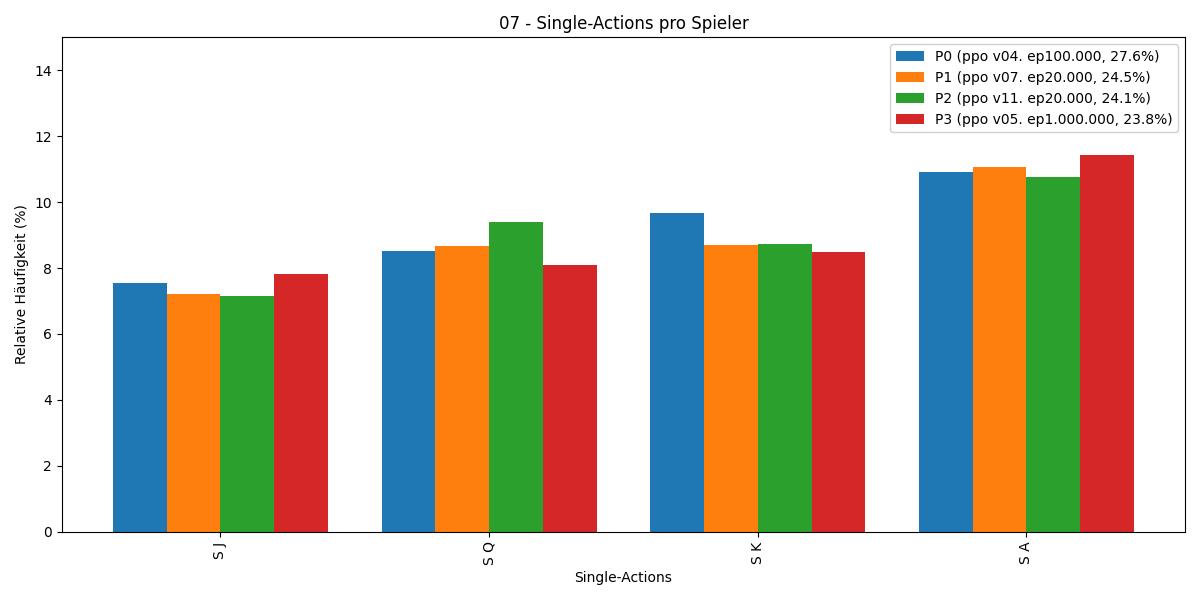 07 - Single-Actions pro Spieler
P0 (ppo v04. ep100.000, 27.6%)
P1 (ppo v07. ep20.000, 24.5%)
P2 (ppo v11. ep20.000, 24.1%)
P3 (ppo v05. ep1.000.000, 23.8%)
Relative Häufigkeit (%)
14
12
10
8
6
4
2
0
S J
S Q
S K
S A
Single-Actions